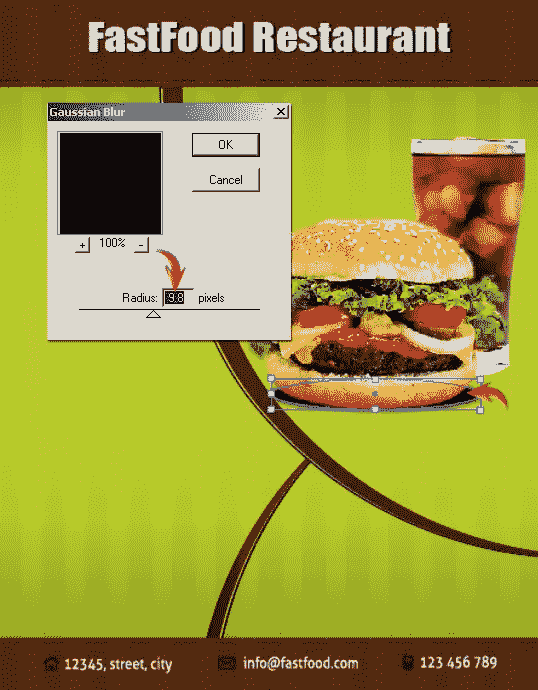 FastFood Restaurant
Gaussian Blur
OK
Cancel
+ 100% -
Radius: 9.8 pixels
12345, street, city
info@fastfood.com
123 456 789